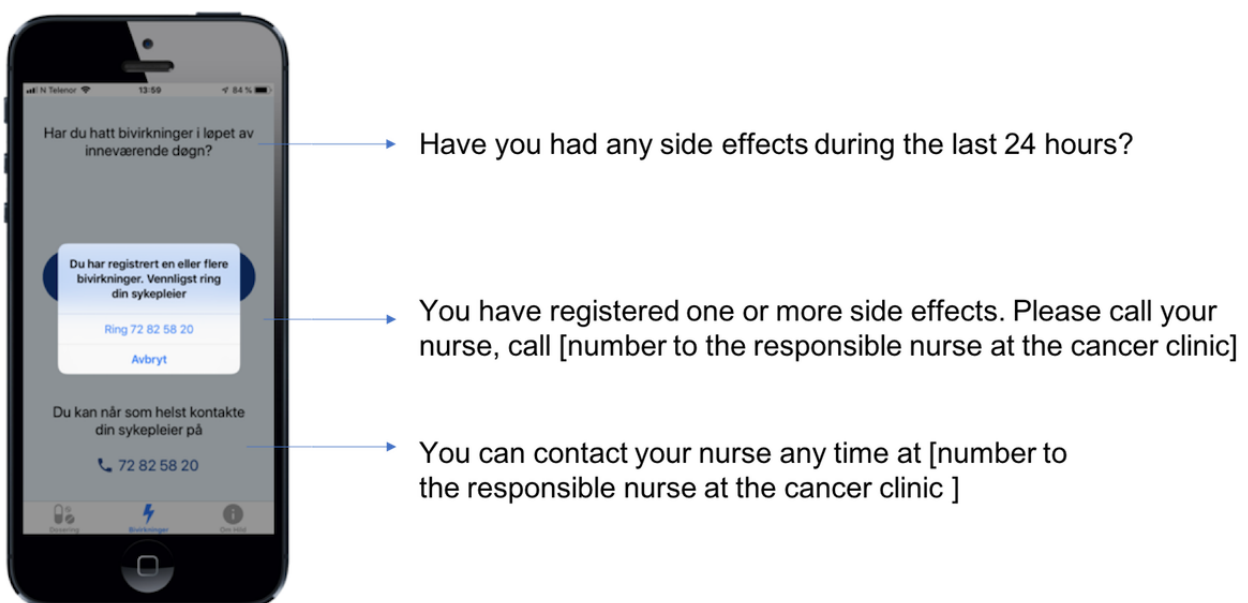 N Telenor 13:59 84 %
Har du hatt bivirkninger i løpet av
inneværende døgn?
Have you had any side effects during the last 24 hours?
Du har registrert en eller flere
bivirkninger. Vennligst ring
din sykepleier
Ring 72 82 58 20
Avbryt
You have registered one or more side effects. Please call your
nurse, call [number to the responsible nurse at the cancer clinic]
Du kan når som helst kontakte
din sykepleier på
72 82 58 20
You can contact your nurse any time at [number to
the responsible nurse at the cancer clinic ]
Dosering Bivirkninger Om Hild